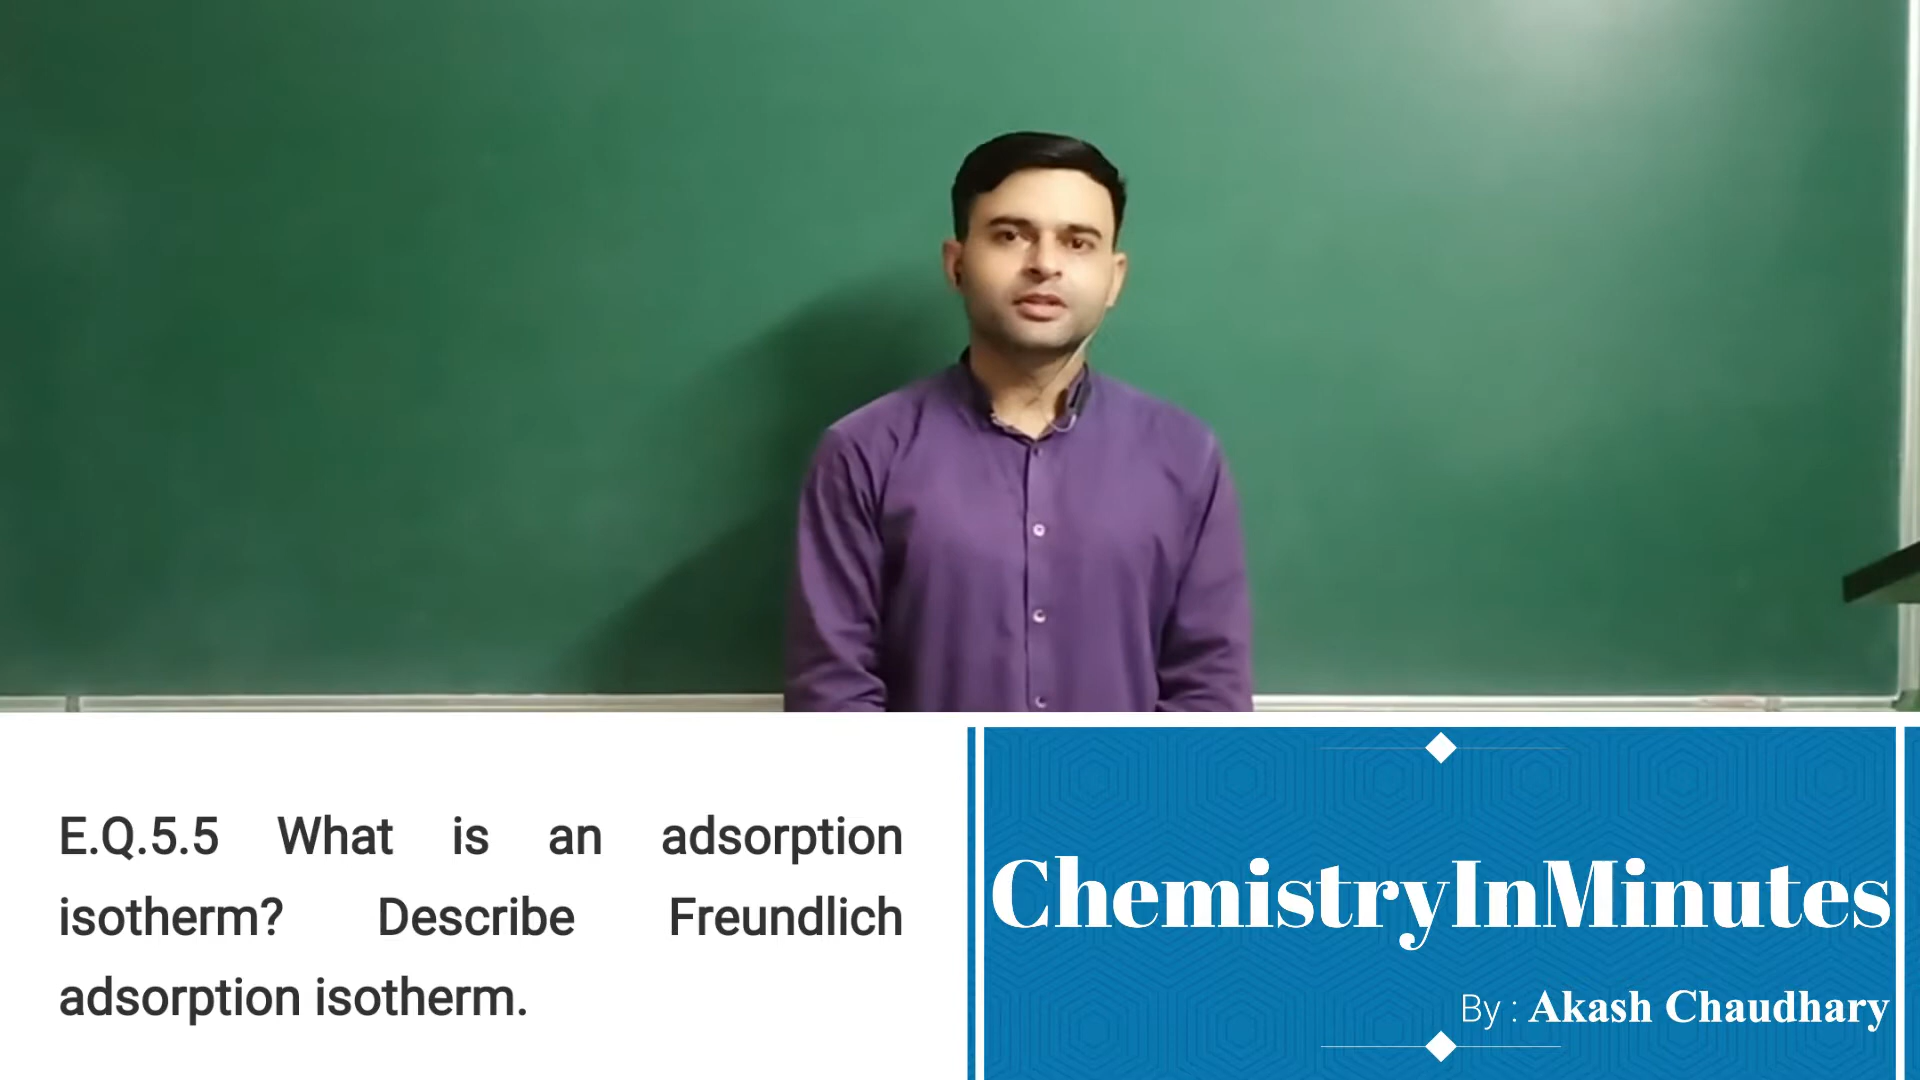 E.Q.5.5 What is an adsorption
isotherm? Describe Freundlich
adsorption isotherm.
ChemistryInMinutes
By : Akash Chaudhary